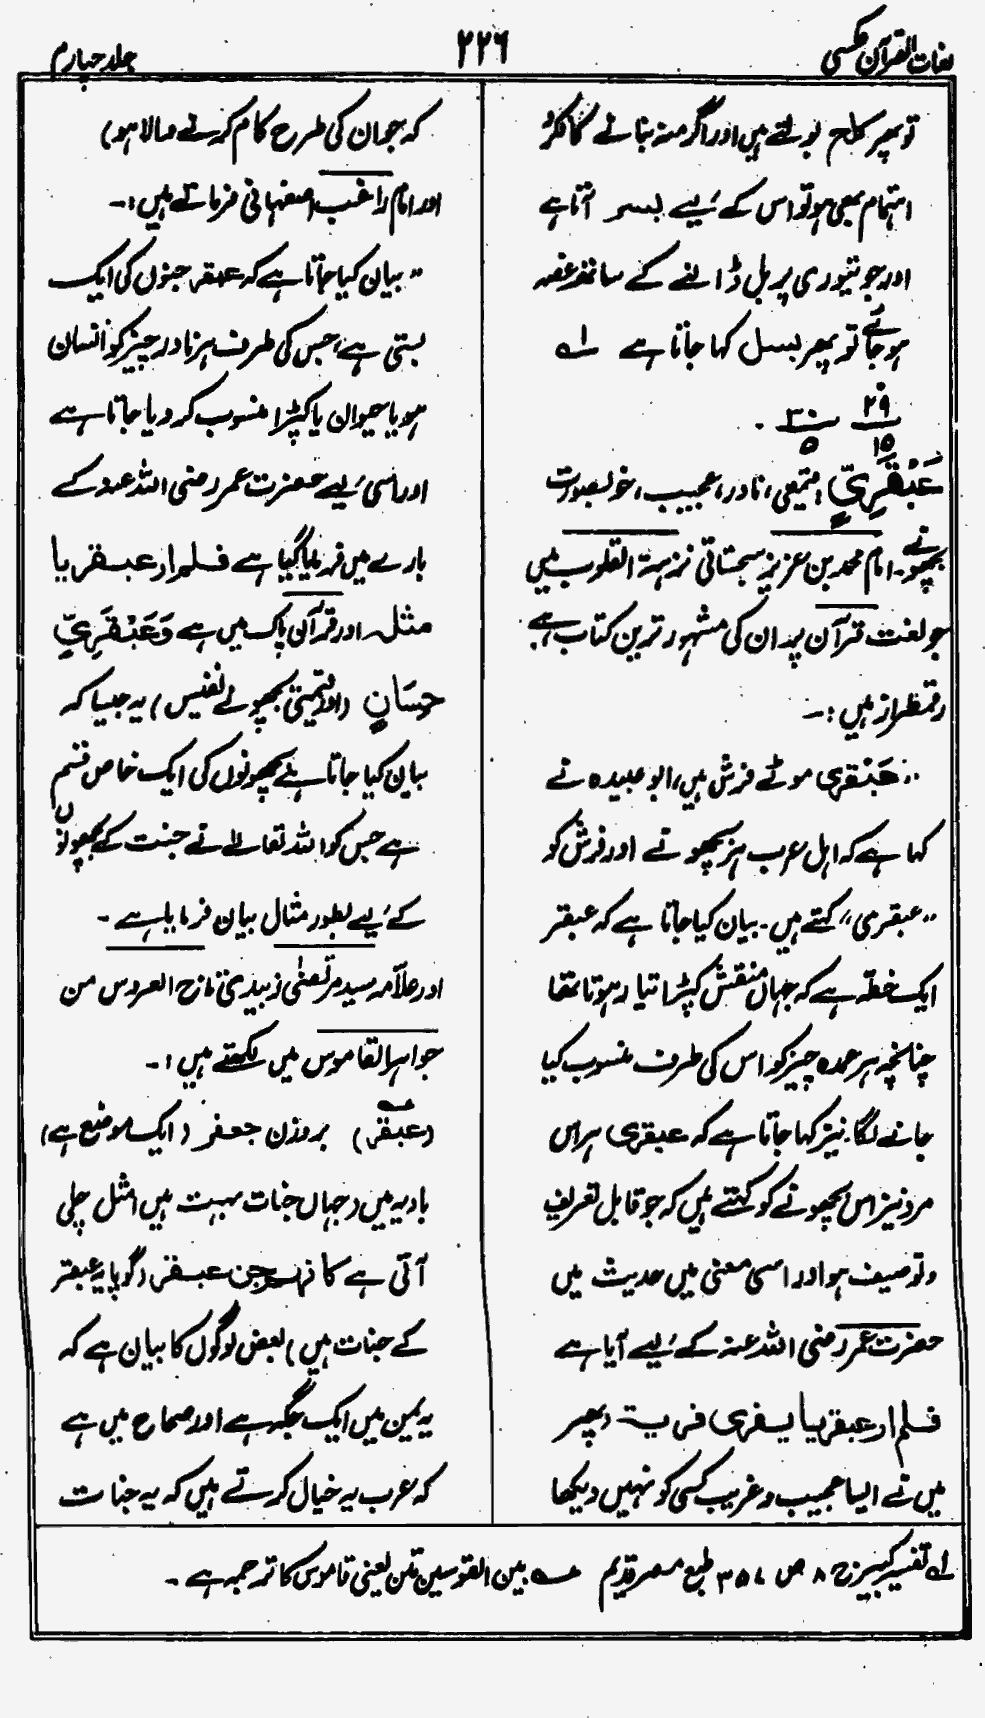 لغات القرآن عکسی
۲۲۶
جلد چہارم
تو پھر کلح بولتے ہیں اور اگر منہ بنانے کا فکر و
اہتمام بھی ہو تو اس کے لیے بسر آتا ہے
اور جو تیوری پر بل ڈالنے کے ساتھ غصہ
ہو جائے تو پھر بسل کہا جاتا ہے لہ
۲۹/۱۵ ۳۰/۵ .
عَبْقَرِيٍّ قیمتی، نادر، عجیب، خوبصورت
بچھونے۔ امام محمد بن عزیز سجستانی نزہۃ القلوب میں
جو لغت قرآن پر ان کی مشہور ترین کتاب ہے
رقمطراز ہیں :-
"عَبْقَری موٹے فرش ہیں، ابو عبیدہ نے
کہا ہے کہ اہل عرب ہر بچھونے اور فرش کو
"عبقری" کہتے ہیں۔ بیان کیا جاتا ہے کہ عبقر
ایک خطّہ ہے کہ جہاں منقش کپڑا تیار ہوتا تھا
چنانچہ ہر عمدہ چیز کو اس کی طرف منسوب کیا
جانے لگا۔ نیز کہا جاتا ہے کہ عبقری ہر اس
مرد نیز اس بچھونے کو کہتے ہیں کہ جو قابل تعریف
و توصیف ہو اور اسی معنی میں حدیث میں
حضرت عمر رضی اللہ عنہ کے لیے آیا ہے
فلم ار عبقریا یفری فریہ (پھر
میں نے ایسا عجیب و غریب کسی کو نہیں دیکھا
کہ جو ان کی طرح کام کرنے والا ہو)
اور امام راغب اصفہانی فرماتے ہیں :-
"بیان کیا جاتا ہے کہ عبقر جنوں کی ایک
بستی ہے، جس کی طرف ہر نادر چیز کو انسان
ہو یا حیوان یا کپڑا منسوب کر دیا جاتا ہے
اور اسی لیے حضرت عمر رضی اللہ عنہ کے
بارے میں فرمایا گیا ہے فلم ار عبقریا
مثلہ اور قرآن پاک میں ہے وَعَبْقَرِيٍّ
حِسَانٍ (اور قیمتی بچھونے نفیس) یہ جیسا کہ
بیان کیا جاتا ہے بچھونوں کی ایک خاص قسم
ہے جس کو اللہ تعالےٰ نے جنت کے بچھونوں
کے لیے بطور مثال بیان فرمایا ہے۔
اور علّامہ سید مرتضیٰ زبیدی تاج العروس من
جواہر القاموس میں لکھتے ہیں :-
(عبقر) بروزن جعفر (ایک موضع ہے)
بادیہ میں (جہاں جنات بہت ہیں) مثل چلی
آتی ہے کانہم جن عبقر (گویا یہ عبقر
کے جنات ہیں) بعض لوگوں کا بیان ہے کہ
یہ یمن میں ایک جگہ ہے اور صحاح میں ہے
کہ عرب یہ خیال کرتے ہیں کہ یہ جنات
لہ تفسیر کبیر ج ۸ ص ۳۵۷ طبع مصر قدیم عہ بین القوسین متن یعنی قاموس کا ترجمہ ہے۔